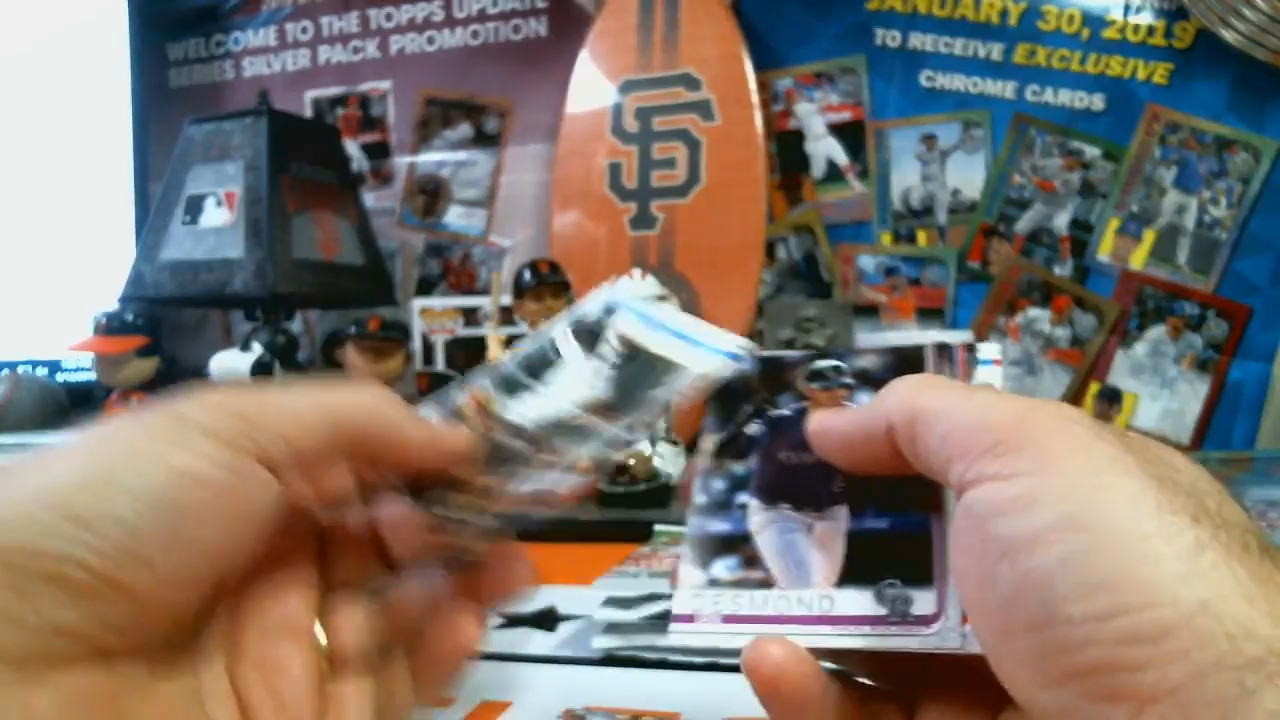 WELCOME TO THE TOPPS UPDATE
SERIES SILVER PACK PROMOTION
SF
JANUARY 30, 2019
TO RECEIVE EXCLUSIVE
CHROME CARDS
DESMOND